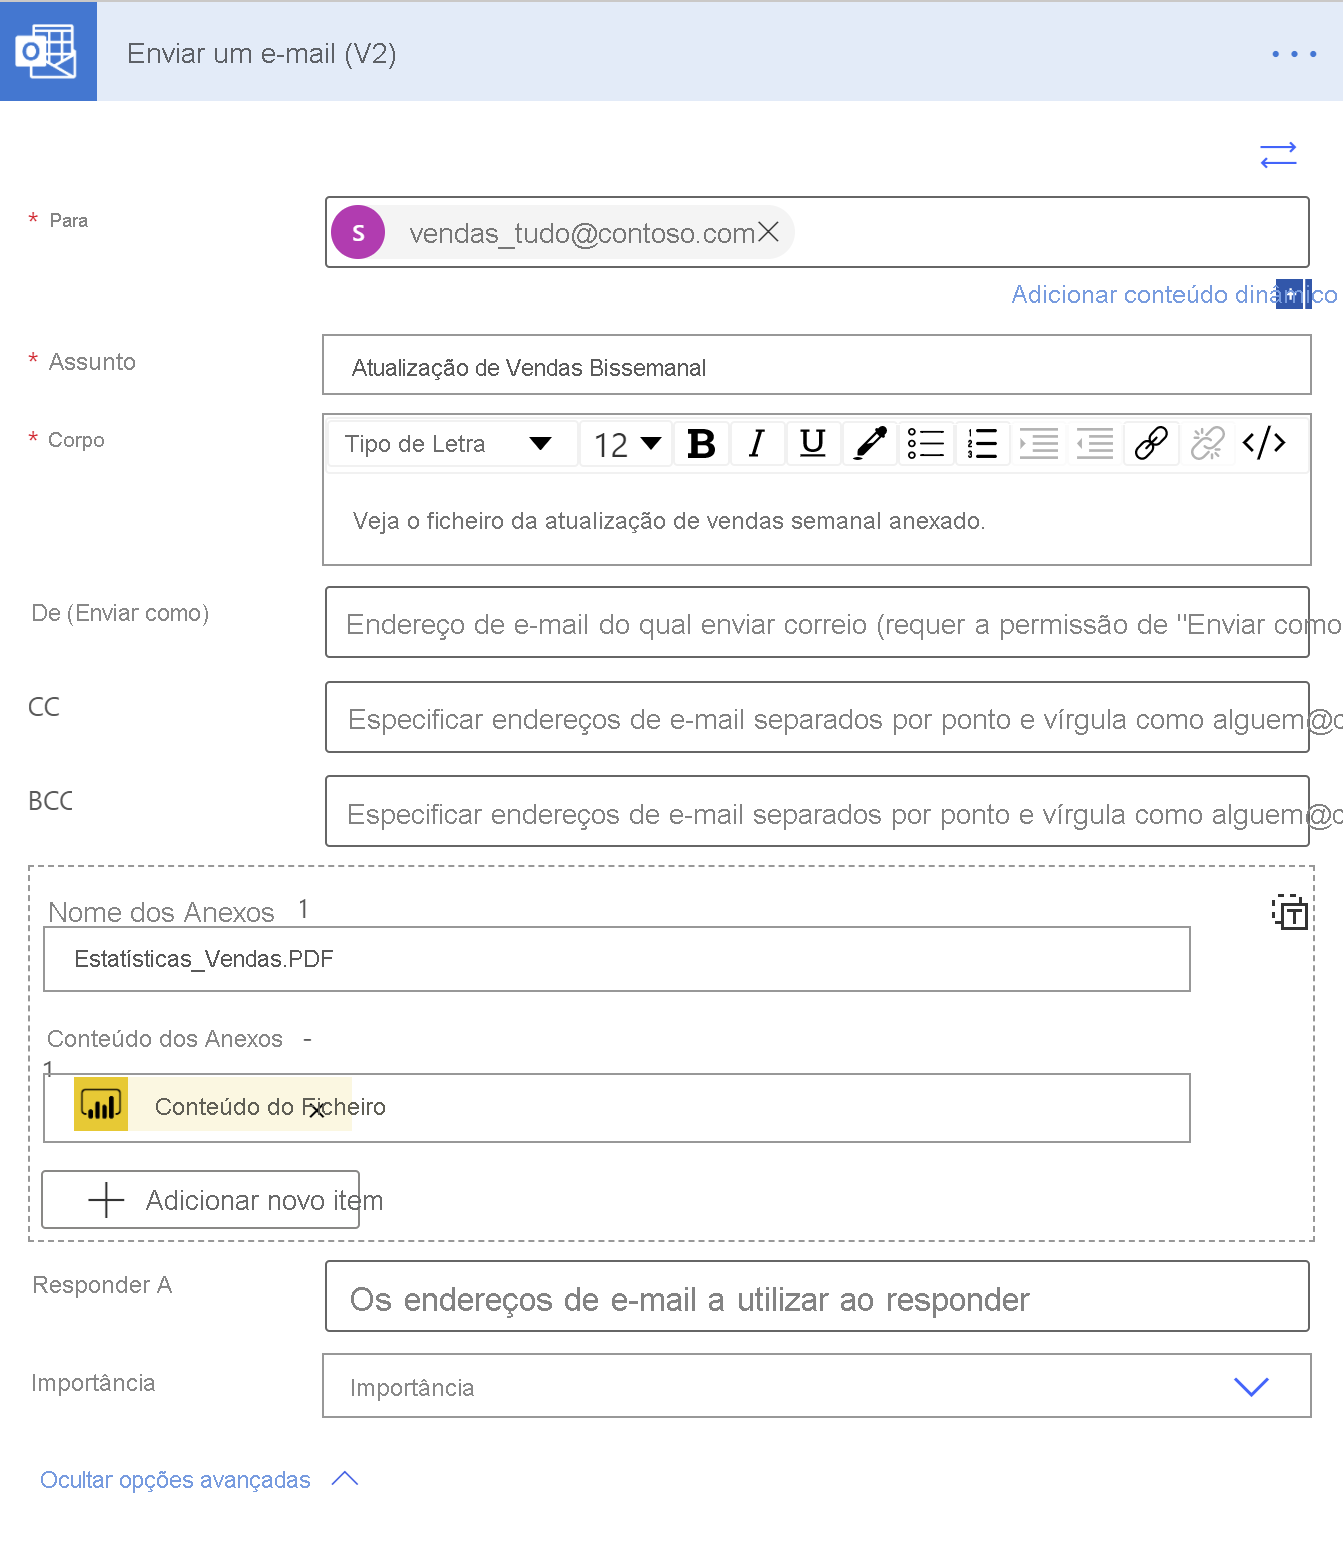 Enviar um e-mail (V2)
* Para
S vendas_tudo@contoso.com
Adicionar conteúdo dinâmico
* Assunto
Atualização de Vendas Bissemanal
* Corpo
Tipo de Letra 12 B I U </>
Veja o ficheiro da atualização de vendas semanal anexado.
De (Enviar como)
Endereço de e-mail do qual enviar correio (requer a permissão de "Enviar como
CC
Especificar endereços de e-mail separados por ponto e vírgula como alguem@c
BCC
Especificar endereços de e-mail separados por ponto e vírgula como alguem@c
Nome dos Anexos 1
Estatísticas_Vendas.PDF
Conteúdo dos Anexos -
1
Conteúdo do Ficheiro
Adicionar novo item
Responder A
Os endereços de e-mail a utilizar ao responder
Importância
Importância
Ocultar opções avançadas